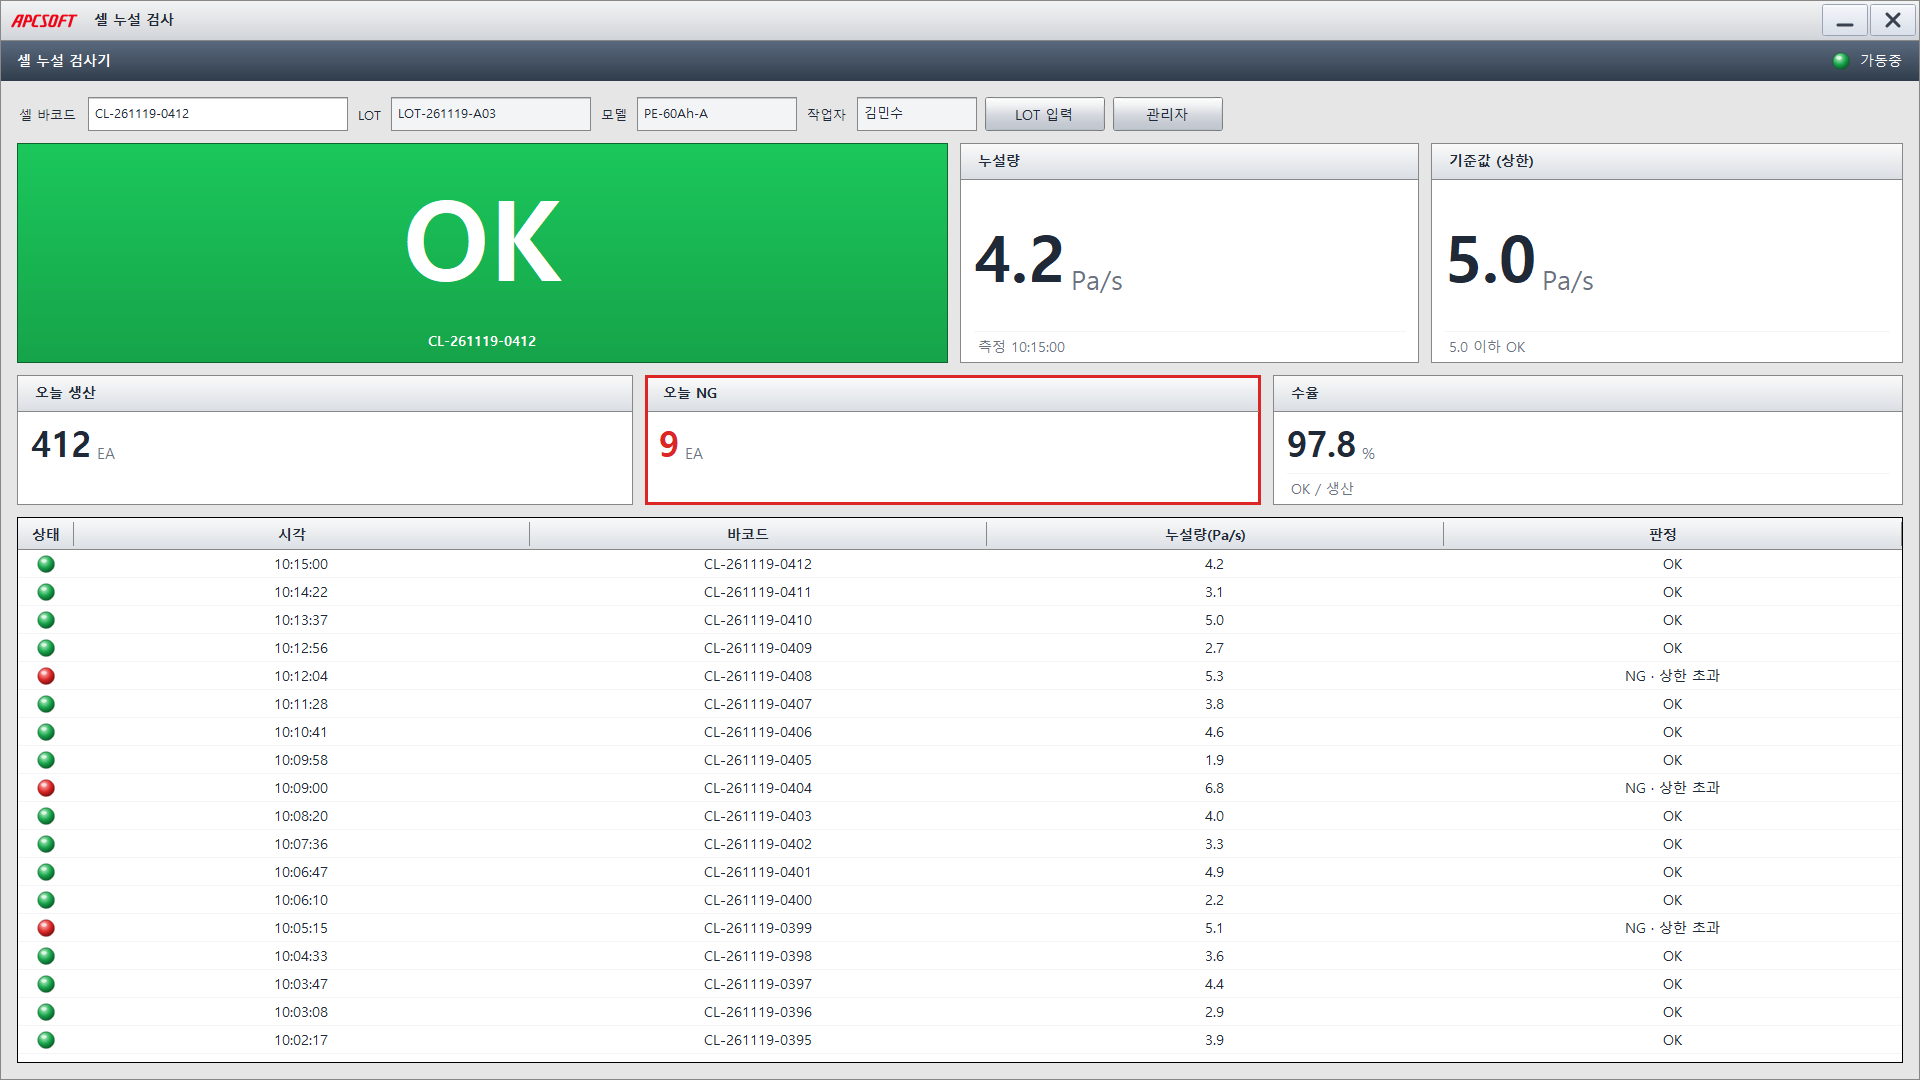 APCSOFT 셀 누설 검사
셀 누설 검사기 가동중
셀 바코드 CL-261119-0412 LOT LOT-261119-A03 모델 PE-60Ah-A 작업자 김민수 LOT 입력 관리자
OK
CL-261119-0412
누설량
4.2 Pa/s
측정 10:15:00
기준값 (상한)
5.0 Pa/s
5.0 이하 OK
오늘 생산
412 EA
오늘 NG
9 EA
수율
97.8 %
OK / 생산
상태 시각 바코드 누설량(Pa/s) 판정
10:15:00 CL-261119-0412 4.2 OK
10:14:22 CL-261119-0411 3.1 OK
10:13:37 CL-261119-0410 5.0 OK
10:12:56 CL-261119-0409 2.7 OK
10:12:04 CL-261119-0408 5.3 NG · 상한 초과
10:11:28 CL-261119-0407 3.8 OK
10:10:41 CL-261119-0406 4.6 OK
10:09:58 CL-261119-0405 1.9 OK
10:09:00 CL-261119-0404 6.8 NG · 상한 초과
10:08:20 CL-261119-0403 4.0 OK
10:07:36 CL-261119-0402 3.3 OK
10:06:47 CL-261119-0401 4.9 OK
10:06:10 CL-261119-0400 2.2 OK
10:05:15 CL-261119-0399 5.1 NG · 상한 초과
10:04:33 CL-261119-0398 3.6 OK
10:03:47 CL-261119-0397 4.4 OK
10:03:08 CL-261119-0396 2.9 OK
10:02:17 CL-261119-0395 3.9 OK